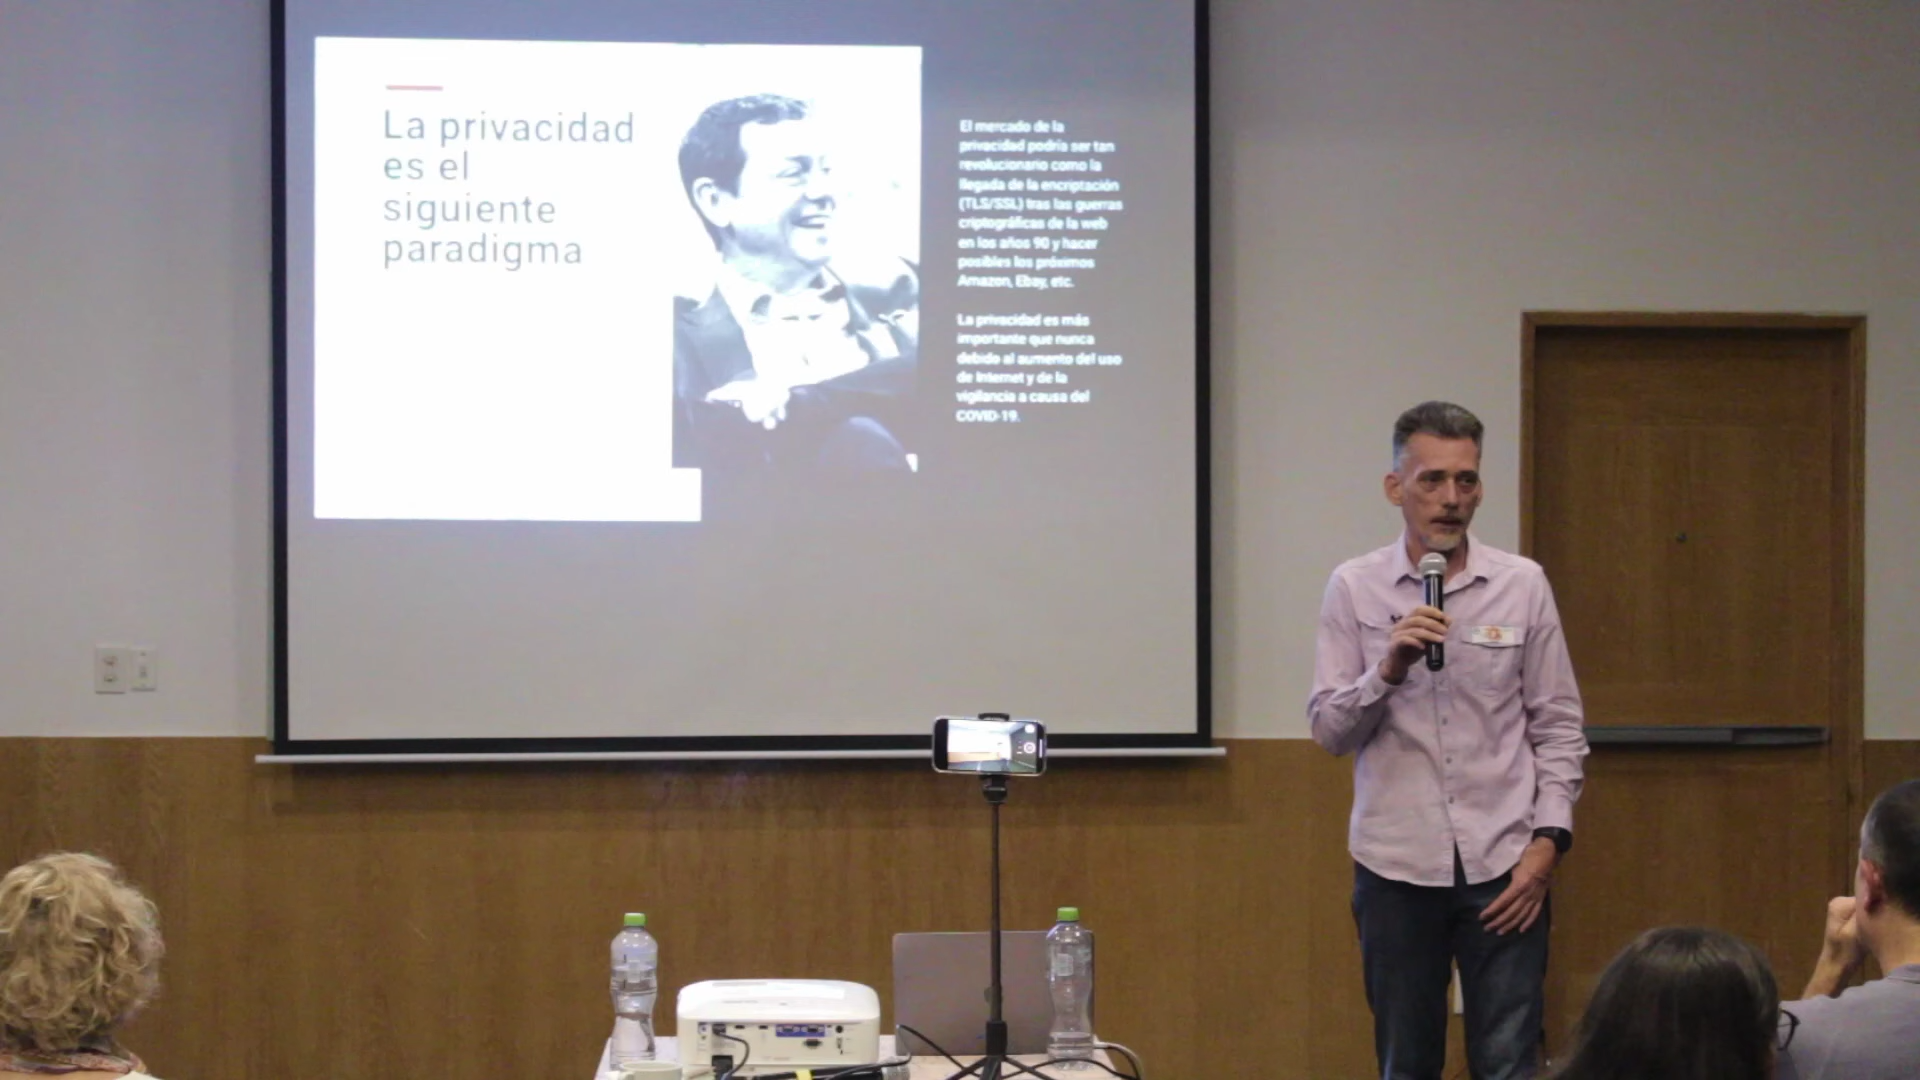 La privacidad
es el
siguiente
paradigma
El mercado de la
privacidad podría ser tan
revolucionario como la
llegada de la encriptación
(TLS/SSL) tras las guerras
criptográficas de la web
en los años 90 y hacer
posibles los próximos
Amazon, Ebay, etc.
La privacidad es más
importante que nunca
debido al aumento del uso
de Internet y de la
vigilancia a causa del
COVID-19.